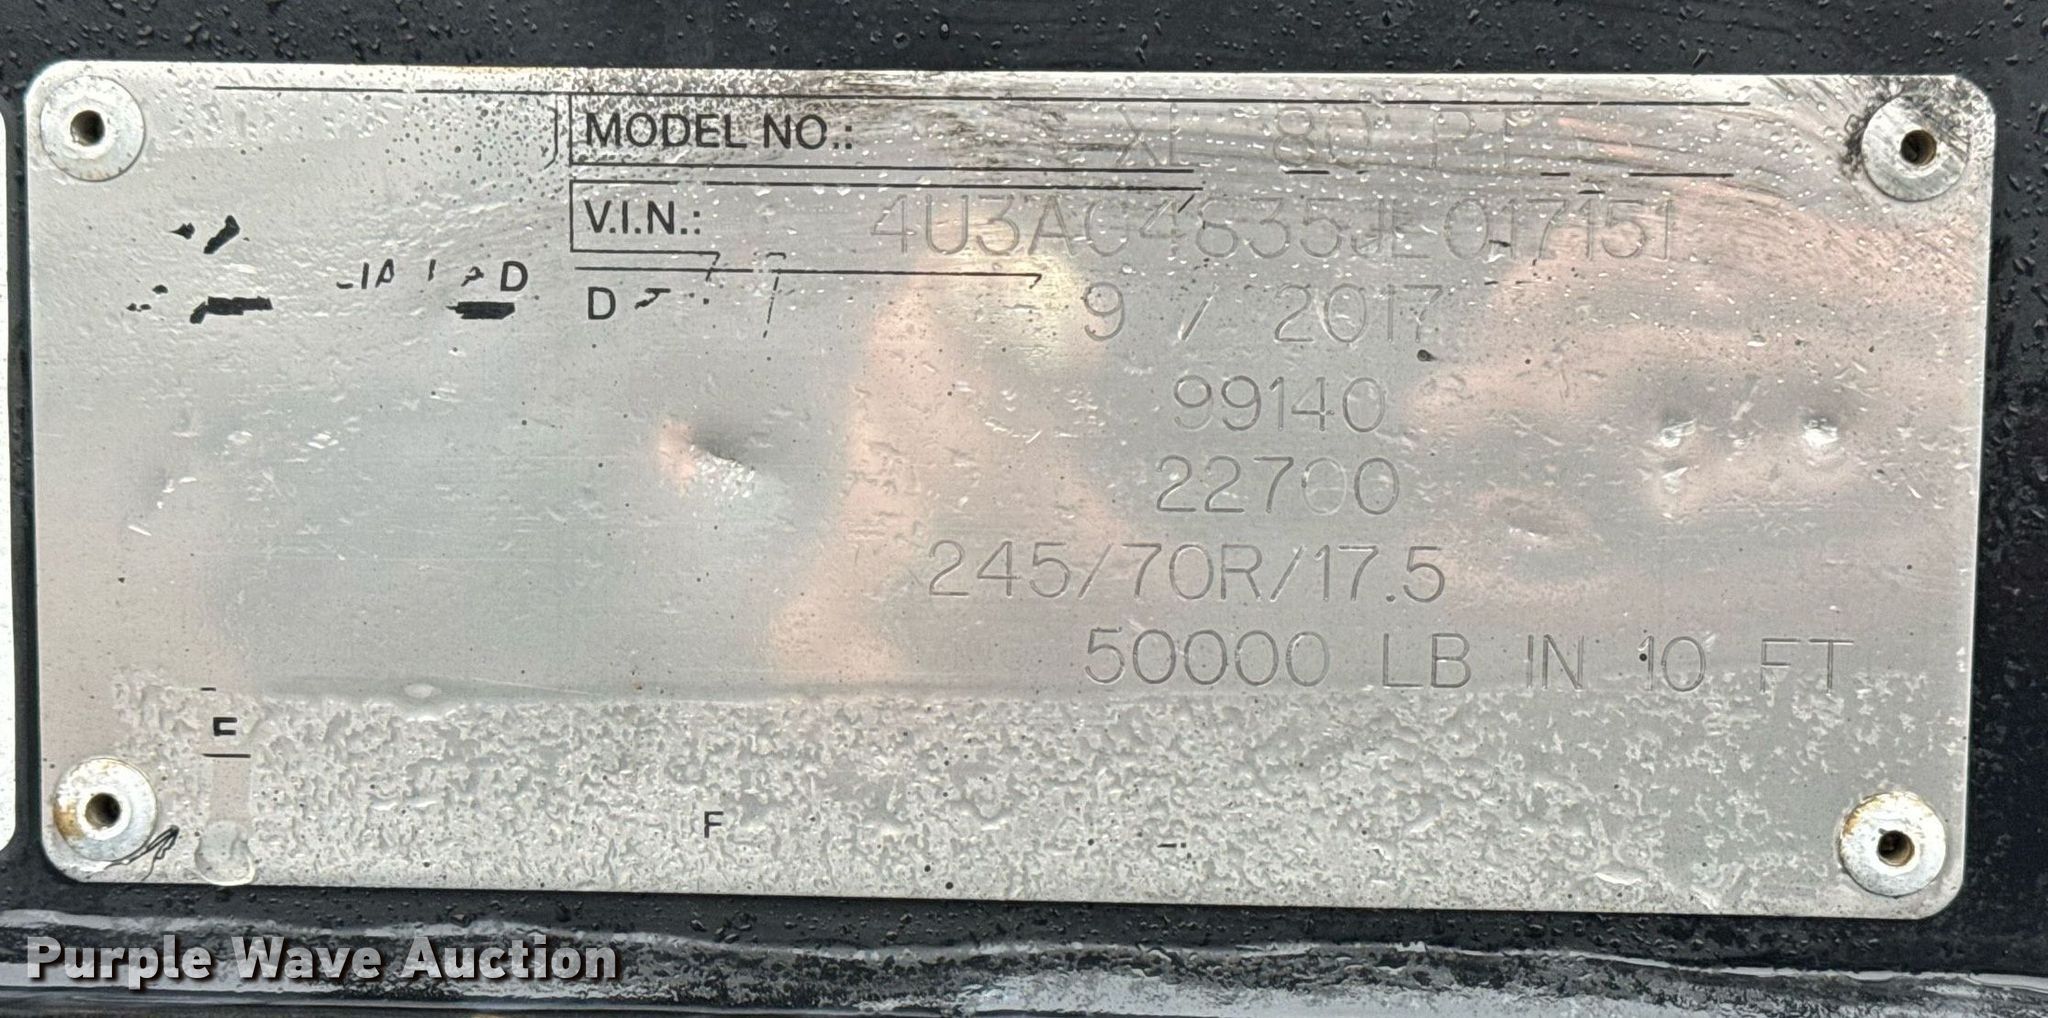 MODEL NO.: XL 80 PT
V.I.N.: 4U3A04835JL017151
D
D 9 / 2017
99140
22700
245/70R/17.5
50000 LB IN 10 FT
F
Purple Wave Auction